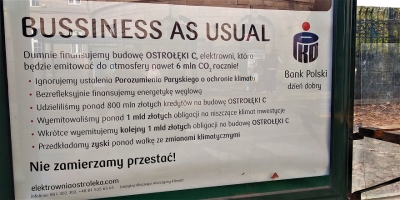 BUSSINESS AS USUAL
Dumnie finansujemy budowę OSTROŁĘKI C, elektrowni, która
będzie emitować do atmosfery nawet 6 mln CO2 rocznie!
• Ignorujemy ustalenia Porozumienia Paryskiego o ochronie klimatu
• Bezrefleksyjnie finansujemy energetykę węglową
• Udzieliliśmy ponad 800 mln złotych kredytów na budowę OSTROŁĘKI C
• Wyemitowaliśmy ponad 1 mld złotych obligacji na niszczące klimat inwestycje
• Wkrótce wyemitujemy kolejny 1 mld złotych obligacji na budowę OSTROŁĘKI C
• Przedkładamy zyski ponad walkę ze zmianami klimatycznymi
Nie zamierzamy przestać!
elektrowniaostroleka.com
PKO
Bank Polski
dzień dobry